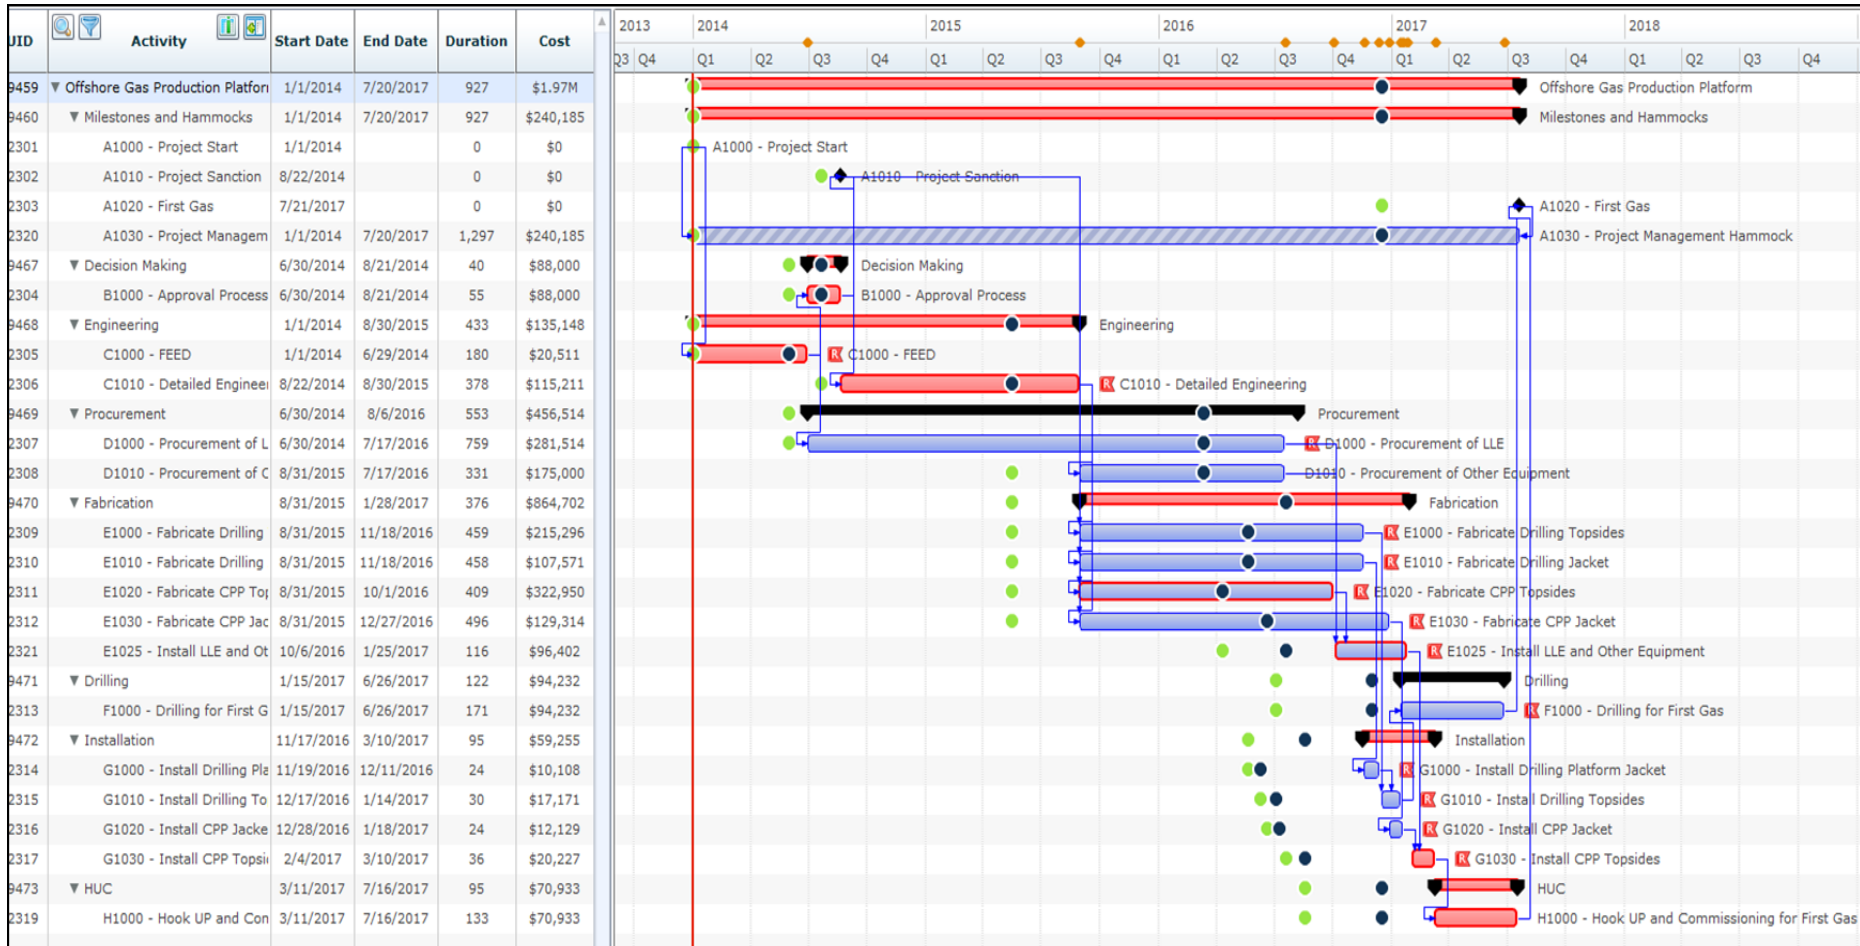 2013 2014 2015 2016 2017 2018
UID Activity Start Date End Date Duration Cost
Q3 Q4 Q1 Q2 Q3 Q4 Q1 Q2 Q3 Q4 Q1 Q2 Q3 Q4 Q1 Q2 Q3 Q4 Q1 Q2 Q3 Q4
9459 Offshore Gas Production Platfor 1/1/2014 7/20/2017 927 $1.97M Offshore Gas Production Platform
9460 Milestones and Hammocks 1/1/2014 7/20/2017 927 $240,185 Milestones and Hammocks
2301 A1000 - Project Start 1/1/2014 0 $0 A1000 - Project Start
2302 A1010 - Project Sanction 8/22/2014 0 $0 A1010 - Project Sanction
2303 A1020 - First Gas 7/21/2017 0 $0 A1020 - First Gas
2320 A1030 - Project Managem 1/1/2014 7/20/2017 1,297 $240,185 A1030 - Project Management Hammock
9467 Decision Making 6/30/2014 8/21/2014 40 $88,000 Decision Making
2304 B1000 - Approval Process 6/30/2014 8/21/2014 55 $88,000 B1000 - Approval Process
9468 Engineering 1/1/2014 8/30/2015 433 $135,148 Engineering
2305 C1000 - FEED 1/1/2014 6/29/2014 180 $20,511 R C1000 - FEED
2306 C1010 - Detailed Enginee 8/22/2014 8/30/2015 378 $115,211 R C1010 - Detailed Engineering
9469 Procurement 6/30/2014 8/6/2016 553 $456,514 Procurement
2307 D1000 - Procurement of L 6/30/2014 7/17/2016 759 $281,514 R D1000 - Procurement of LLE
2308 D1010 - Procurement of C 8/31/2015 7/17/2016 331 $175,000 D1010 - Procurement of Other Equipment
9470 Fabrication 8/31/2015 1/28/2017 376 $864,702 Fabrication
2309 E1000 - Fabricate Drilling 8/31/2015 11/18/2016 459 $215,296 R E1000 - Fabricate Drilling Topsides
2310 E1010 - Fabricate Drilling 8/31/2015 11/18/2016 458 $107,571 R E1010 - Fabricate Drilling Jacket
2311 E1020 - Fabricate CPP To 8/31/2015 10/1/2016 409 $322,950 R E1020 - Fabricate CPP Topsides
2312 E1030 - Fabricate CPP Jac 8/31/2015 12/27/2016 496 $129,314 R E1030 - Fabricate CPP Jacket
2321 E1025 - Install LLE and Ot 10/6/2016 1/25/2017 116 $96,402 R E1025 - Install LLE and Other Equipment
9471 Drilling 1/15/2017 6/26/2017 122 $94,232 Drilling
2313 F1000 - Drilling for First G 1/15/2017 6/26/2017 171 $94,232 R F1000 - Drilling for First Gas
9472 Installation 11/17/2016 3/10/2017 95 $59,255 Installation
2314 G1000 - Install Drilling Pla 11/19/2016 12/11/2016 24 $10,108 R G1000 - Install Drilling Platform Jacket
2315 G1010 - Install Drilling To 12/17/2016 1/14/2017 30 $17,171 R G1010 - Install Drilling Topsides
2316 G1020 - Install CPP Jacke 12/28/2016 1/18/2017 24 $12,129 R G1020 - Install CPP Jacket
2317 G1030 - Install CPP Topsi 2/4/2017 3/10/2017 36 $20,227 R G1030 - Install CPP Topsides
9473 HUC 3/11/2017 7/16/2017 95 $70,933 HUC
2319 H1000 - Hook UP and Con 3/11/2017 7/16/2017 133 $70,933 H1000 - Hook UP and Commissioning for First Gas